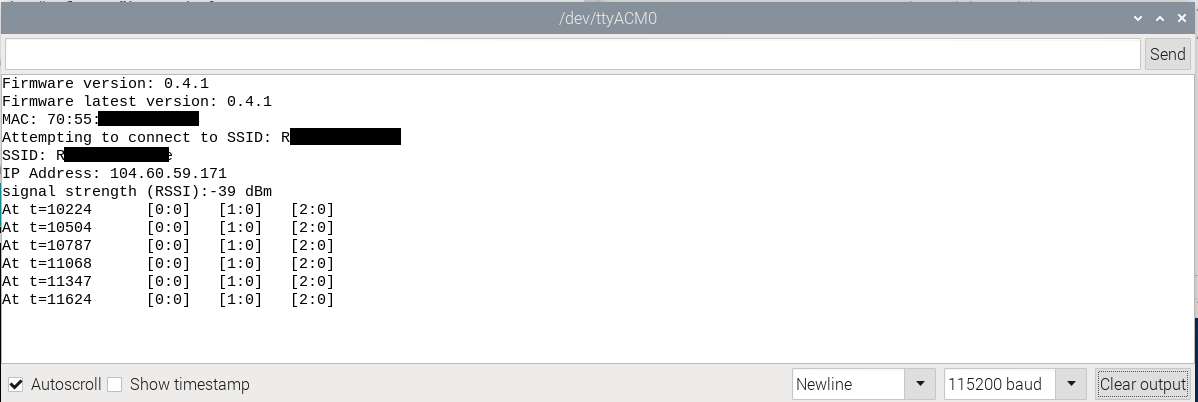 /dev/ttyACM0
Send
Firmware version: 0.4.1
Firmware latest version: 0.4.1
MAC: 70:55:
Attempting to connect to SSID: R
SSID: R e
IP Address: 104.60.59.171
signal strength (RSSI):-39 dBm
At t=10224 [0:0] [1:0] [2:0]
At t=10504 [0:0] [1:0] [2:0]
At t=10787 [0:0] [1:0] [2:0]
At t=11068 [0:0] [1:0] [2:0]
At t=11347 [0:0] [1:0] [2:0]
At t=11624 [0:0] [1:0] [2:0]
Autoscroll Show timestamp Newline 115200 baud Clear output